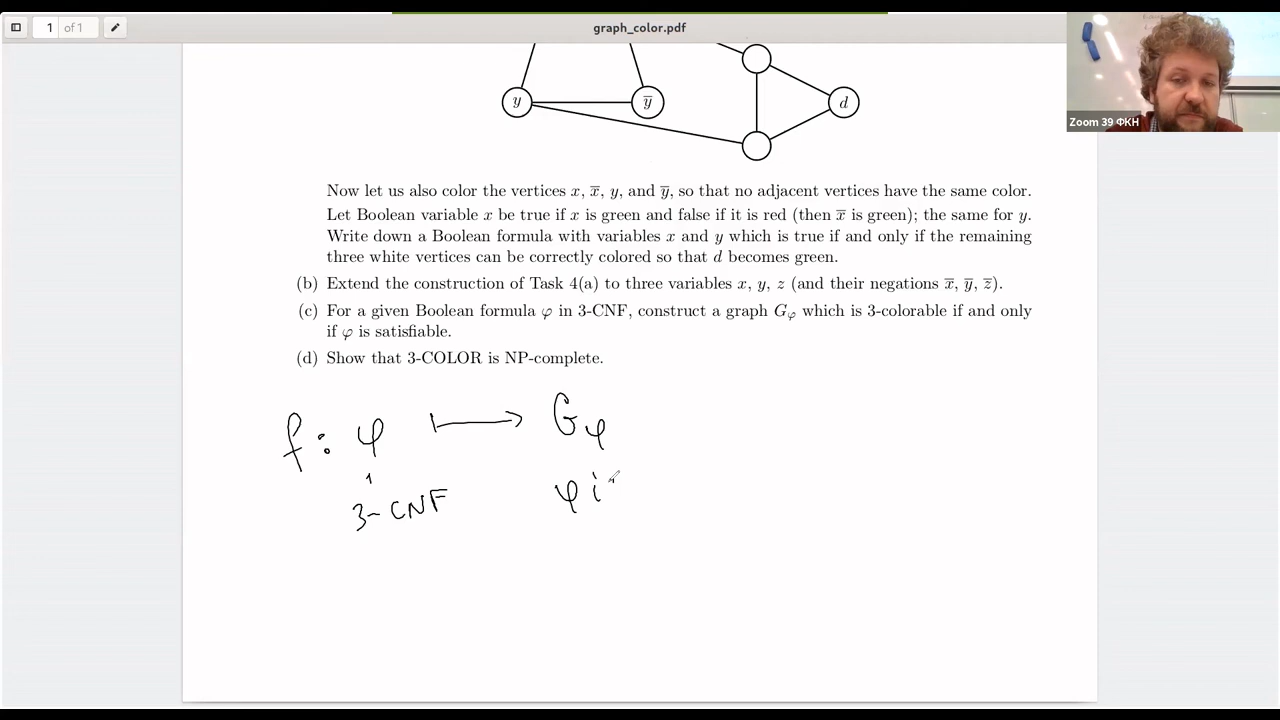 1 of 1
graph_color.pdf
Zoom 39 ФКН
y
y̅
d
Now let us also color the vertices x, x̅, y, and y̅, so that no adjacent vertices have the same color.
Let Boolean variable x be true if x is green and false if it is red (then x̅ is green); the same for y.
Write down a Boolean formula with variables x and y which is true if and only if the remaining
three white vertices can be correctly colored so that d becomes green.
(b) Extend the construction of Task 4(a) to three variables x, y, z (and their negations x̅, y̅, z̅).
(c) For a given Boolean formula φ in 3-CNF, construct a graph Gφ which is 3-colorable if and only
if φ is satisfiable.
(d) Show that 3-COLOR is NP-complete.
f: φ ↦ Gφ
3-CNF φ i